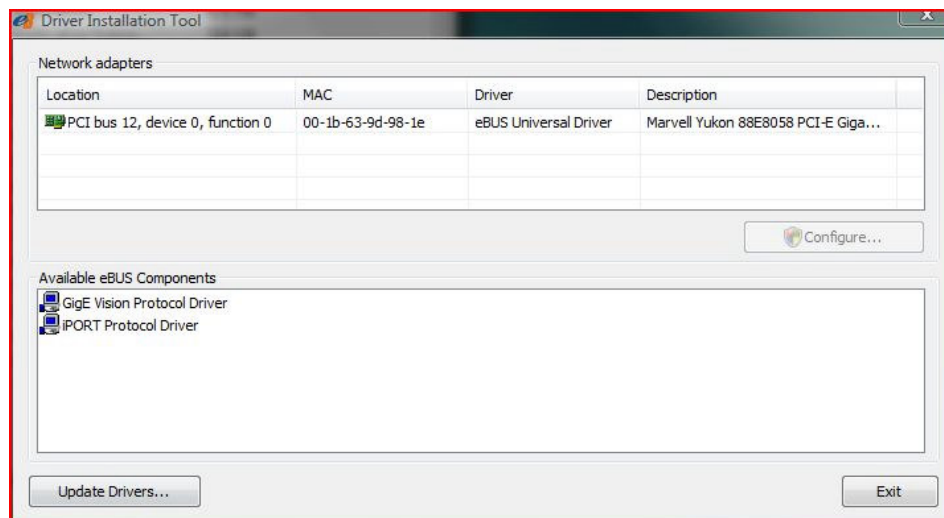 Driver Installation Tool
Network adapters
Location MAC Driver Description
PCI bus 12, device 0, function 0 00-1b-63-9d-98-1e eBUS Universal Driver Marvell Yukon 88E8058 PCI-E Giga...
Configure...
Available eBUS Components
GigE Vision Protocol Driver
iPORT Protocol Driver
Update Drivers... Exit